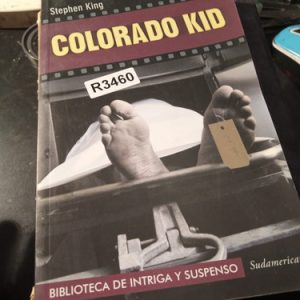 Stephen King
COLORADO KID
R3460
BIBLIOTECA DE INTRIGA Y SUSPENSO
Sudamericana